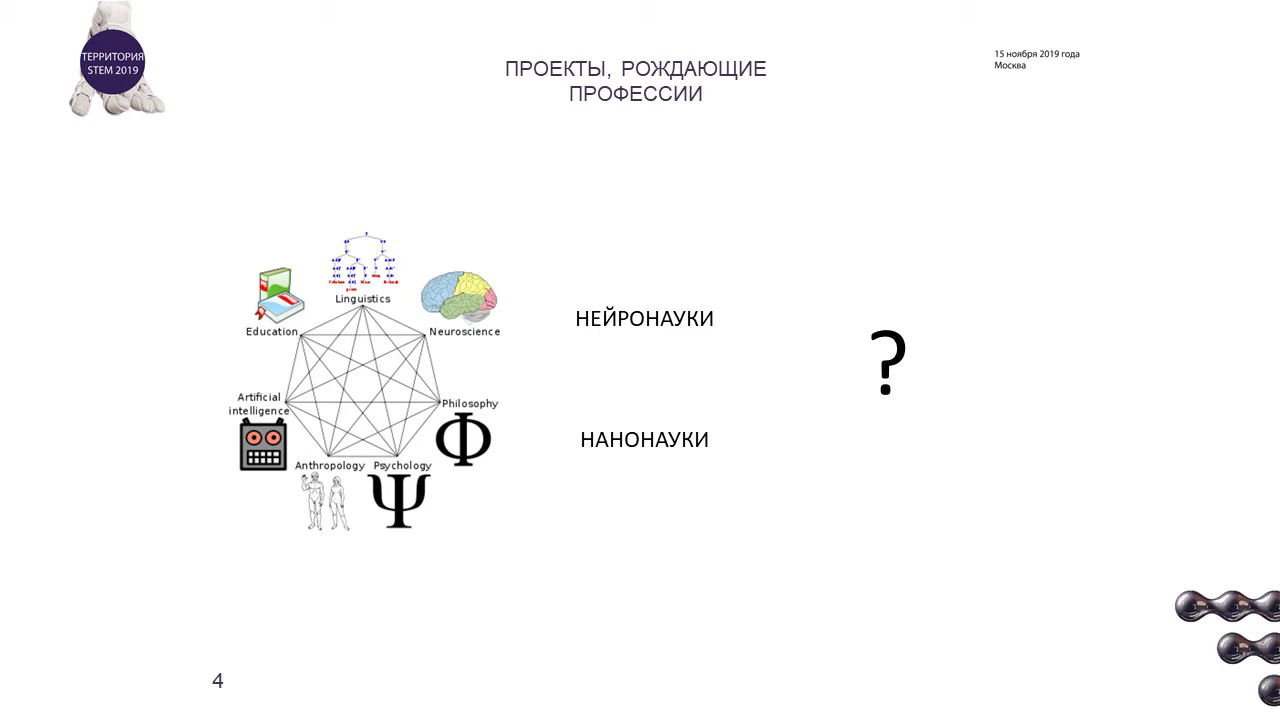 ТЕРРИТОРИЯ
STEM 2019
ПРОЕКТЫ, РОЖДАЮЩИЕ
ПРОФЕССИИ
15 ноября 2019 года
Москва
Linguistics
Education
Neuroscience
Artificial
intelligence
Philosophy
Φ
Anthropology
Psychology
Ψ
НЕЙРОНАУКИ
НАНОНАУКИ
?
4